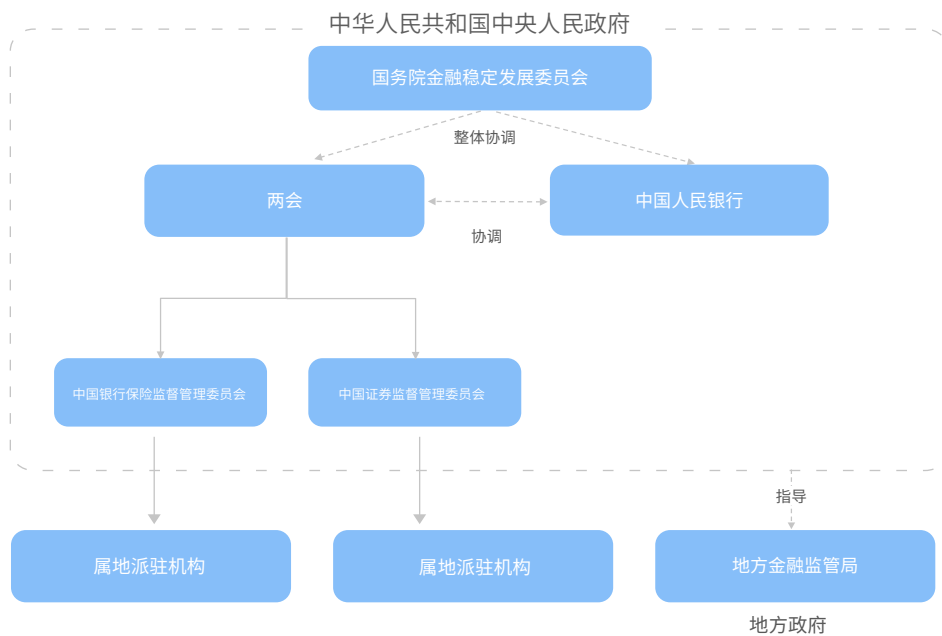 中华人民共和国中央人民政府
国务院金融稳定发展委员会
整体协调
两会
中国人民银行
协调
中国银行保险监督管理委员会
中国证券监督管理委员会
指导
属地派驻机构
属地派驻机构
地方金融监管局
地方政府